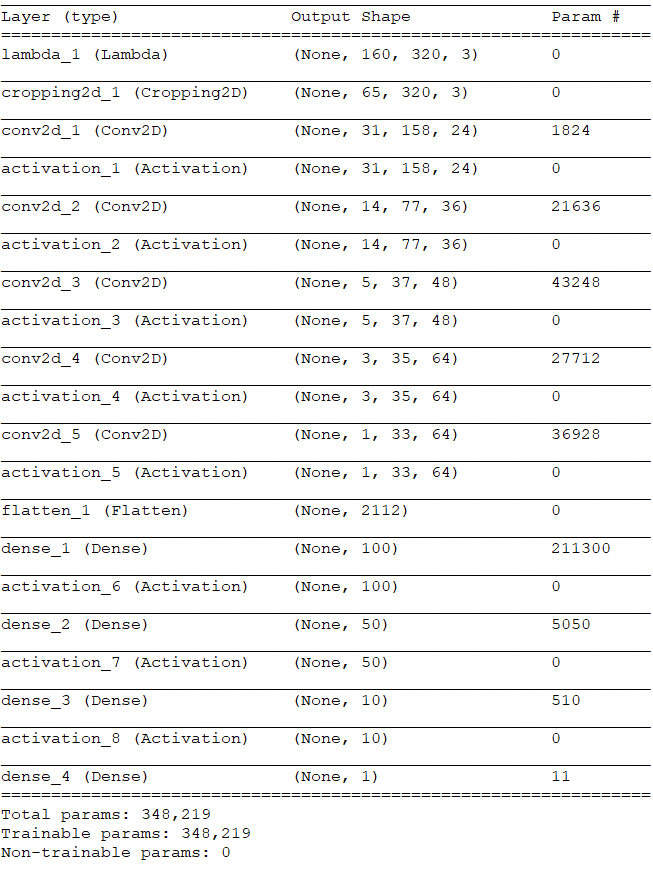 Layer (type) Output Shape Param #
lambda_1 (Lambda) (None, 160, 320, 3) 0
cropping2d_1 (Cropping2D) (None, 65, 320, 3) 0
conv2d_1 (Conv2D) (None, 31, 158, 24) 1824
activation_1 (Activation) (None, 31, 158, 24) 0
conv2d_2 (Conv2D) (None, 14, 77, 36) 21636
activation_2 (Activation) (None, 14, 77, 36) 0
conv2d_3 (Conv2D) (None, 5, 37, 48) 43248
activation_3 (Activation) (None, 5, 37, 48) 0
conv2d_4 (Conv2D) (None, 3, 35, 64) 27712
activation_4 (Activation) (None, 3, 35, 64) 0
conv2d_5 (Conv2D) (None, 1, 33, 64) 36928
activation_5 (Activation) (None, 1, 33, 64) 0
flatten_1 (Flatten) (None, 2112) 0
dense_1 (Dense) (None, 100) 211300
activation_6 (Activation) (None, 100) 0
dense_2 (Dense) (None, 50) 5050
activation_7 (Activation) (None, 50) 0
dense_3 (Dense) (None, 10) 510
activation_8 (Activation) (None, 10) 0
dense_4 (Dense) (None, 1) 11
Total params: 348,219
Trainable params: 348,219
Non-trainable params: 0